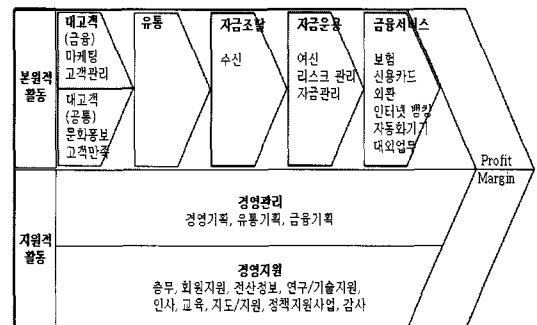 본원적
활동
대고객
(금융)
마케팅
고객관리
대고객
(공통)
문화홍보
고객만족
유통
자금조달
수신
자금운용
여신
리스크 관리
자금관리
금융서비스
보험
신용카드
외환
인터넷 뱅킹
자동화기기
대외업무
Profit
Margin
지원적
활동
경영관리
경영기획, 유통기획, 금융기획
경영지원
총무, 회원지원, 전산정보, 연구/기술지원,
인사, 교육, 지도/지원, 정책지원사업, 감사